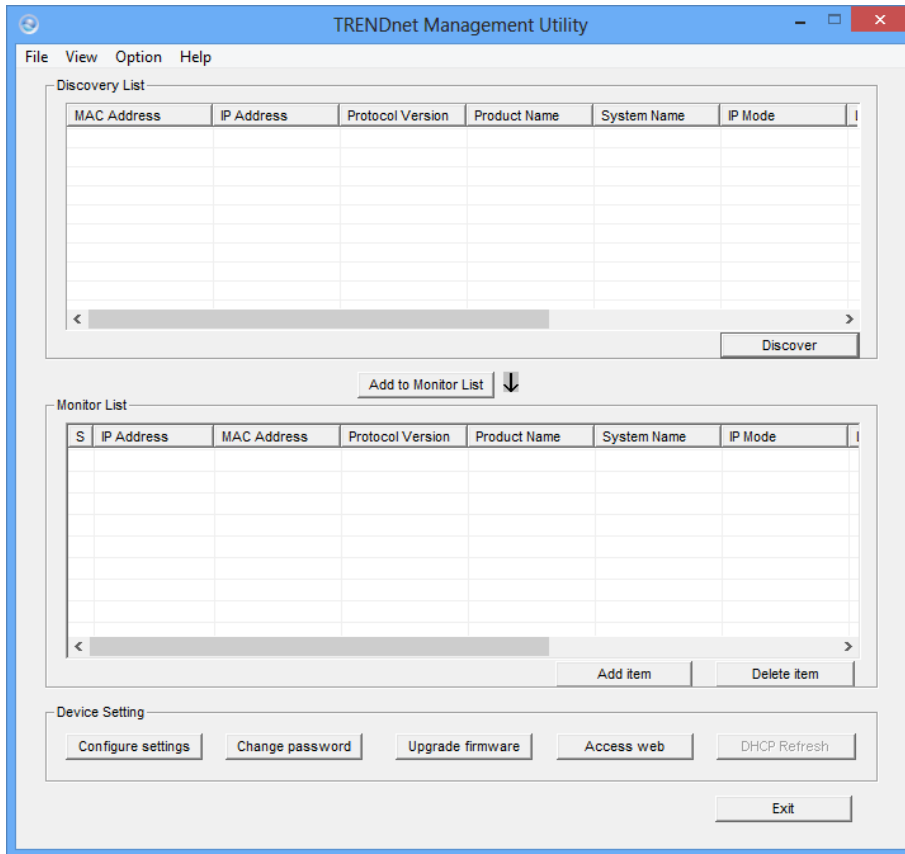 TRENDnet Management Utility
File View Option Help
Discovery List
MAC Address IP Address Protocol Version Product Name System Name IP Mode
Discover
Add to Monitor List
Monitor List
S IP Address MAC Address Protocol Version Product Name System Name IP Mode
Add item Delete item
Device Setting
Configure settings Change password Upgrade firmware Access web DHCP Refresh
Exit